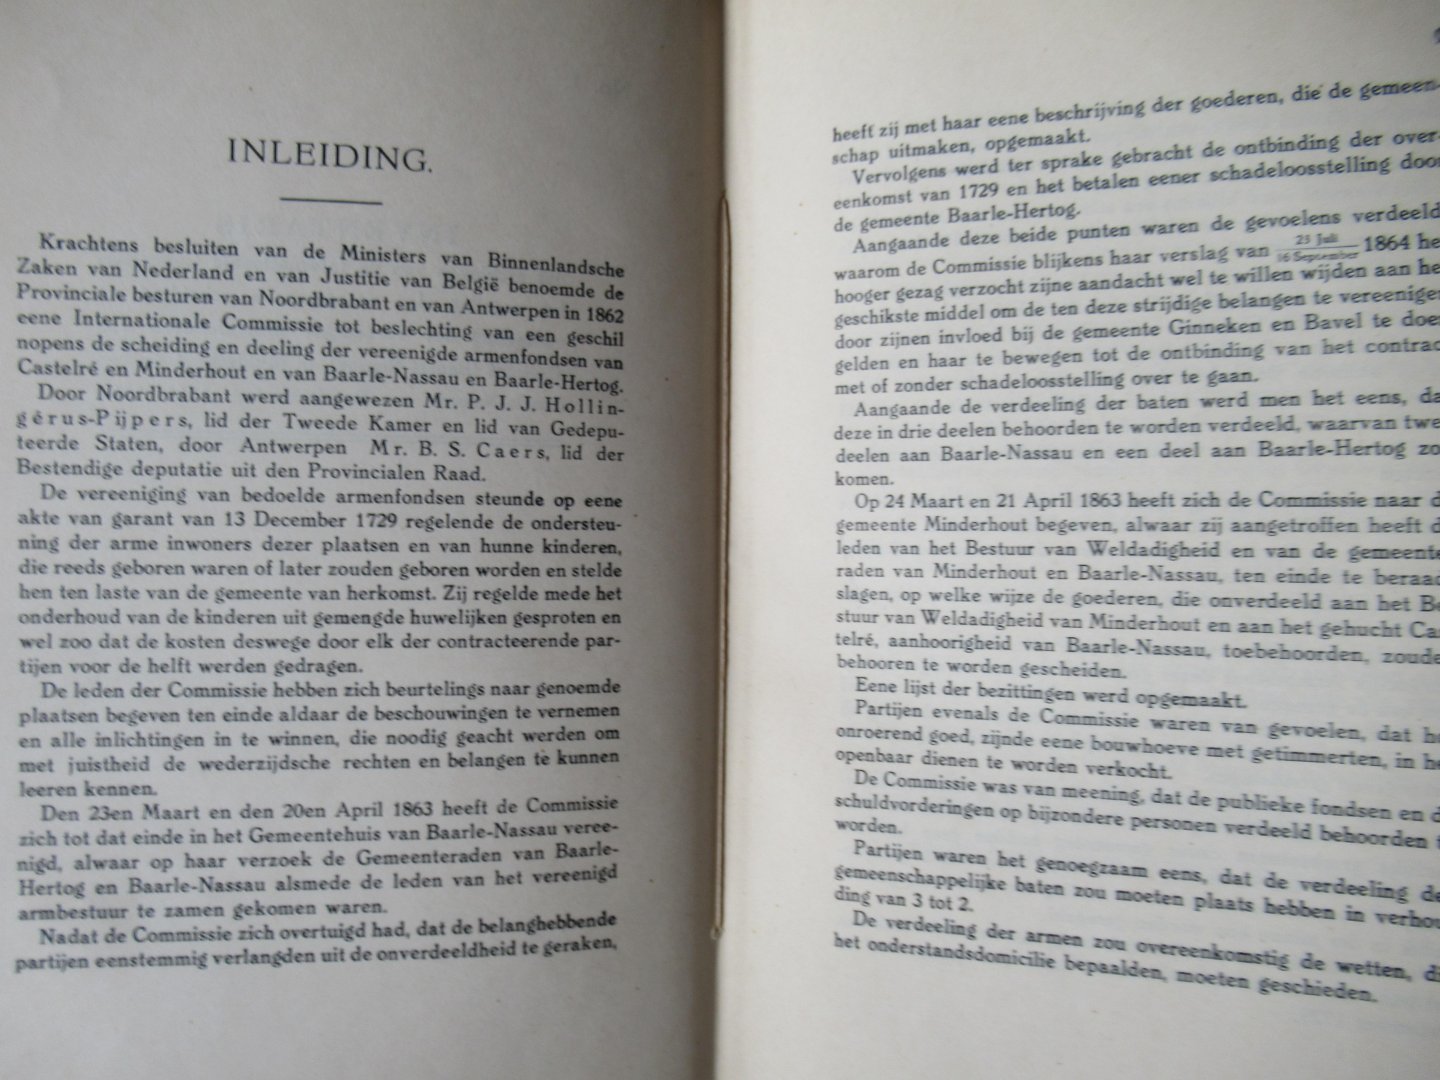 INLEIDING.
Krachtens besluiten van de Ministers van Binnenlandsche
Zaken van Nederland en van Justitie van België benoemde de
Provinciale besturen van Noordbrabant en van Antwerpen in 1862
eene Internationale Commissie tot beslechting van een geschil
nopens de scheiding en deeling der vereenigde armenfondsen van
Castelré en Minderhout en van Baarle-Nassau en Baarle-Hertog.
Door Noordbrabant werd aangewezen Mr. P. J. J. Hollin-
gérus-Pijpers, lid der Tweede Kamer en lid van Gedepu-
teerde Staten, door Antwerpen Mr. B. S. Caers, lid der
Bestendige deputatie uit den Provincialen Raad.
De vereeniging van bedoelde armenfondsen steunde op eene
akte van garant van 13 December 1729 regelende de ondersteu-
ning der arme inwoners dezer plaatsen en van hunne kinderen,
die reeds geboren waren of later zouden geboren worden en stelde
hen ten laste van de gemeente van herkomst. Zij regelde mede het
onderhoud van de kinderen uit gemengde huwelijken gesproten en
wel zoo dat de kosten deswege door elk der contracteerende par-
tijen voor de helft werden gedragen.
De leden der Commissie hebben zich beurtelings naar genoemde
plaatsen begeven ten einde aldaar de beschouwingen te vernemen
en alle inlichtingen in te winnen, die noodig geacht werden om
met juistheid de wederzijdsche rechten en belangen te kunnen
leeren kennen.
Den 23en Maart en den 20en April 1863 heeft de Commissie
zich tot dat einde in het Gemeentehuis van Baarle-Nassau veree-
nigd, alwaar op haar verzoek de Gemeenteraden van Baarle-
Hertog en Baarle-Nassau alsmede de leden van het vereenigd
armbestuur te zamen gekomen waren.
Nadat de Commissie zich overtuigd had, dat de belanghebbende
partijen eenstemmig verlangden uit de onverdeeldheid te geraken,
heeft zij met haar eene beschrijving der goederen, die de gemeen-
schap uitmaken, opgemaakt.
Vervolgens werd ter sprake gebracht de ontbinding der over-
eenkomst van 1729 en het betalen eener schadeloosstelling door
de gemeente Baarle-Hertog.
Aangaande deze beide punten waren de gevoelens verdeeld
waarom de Commissie blijkens haar verslag van 25 Juli / 16 September 1864 he
hooger gezag verzocht zijne aandacht wel te willen wijden aan he
geschikste middel om de ten deze strijdige belangen te vereenigen
door zijnen invloed bij de gemeente Ginneken en Bavel te doen
gelden en haar te bewegen tot de ontbinding van het contrac
met of zonder schadeloosstelling over te gaan.
Aangaande de verdeeling der baten werd men het eens, da
deze in drie deelen behoorden te worden verdeeld, waarvan twe
deelen aan Baarle-Nassau en een deel aan Baarle-Hertog zo
komen.
Op 24 Maart en 21 April 1863 heeft zich de Commissie naar d
gemeente Minderhout begeven, alwaar zij aangetroffen heeft d
leden van het Bestuur van Weldadigheid en van de gemeente
raden van Minderhout en Baarle-Nassau, ten einde te beraad
slagen, op welke wijze de goederen, die onverdeeld aan het Be
stuur van Weldadigheid van Minderhout en aan het gehucht Cas
telré, aanhoorigheid van Baarle-Nassau, toebehoorden, zoude
behooren te worden gescheiden.
Eene lijst der bezittingen werd opgemaakt.
Partijen evenals de Commissie waren van gevoelen, dat he
onroerend goed, zijnde eene bouwhoeve met getimmerten, in he
openbaar dienen te worden verkocht.
De Commissie was van meening, dat de publieke fondsen en d
schuldvorderingen op bijzondere personen verdeeld behoorden t
worden.
Partijen waren het genoegzaam eens, dat de verdeeling de
gemeenschappelijke baten zou moeten plaats hebben in verhou
ding van 3 tot 2.
De verdeeling der armen zou overeenkomstig de wetten, di
het onderstandsdomicilie bepaalden, moeten geschieden.